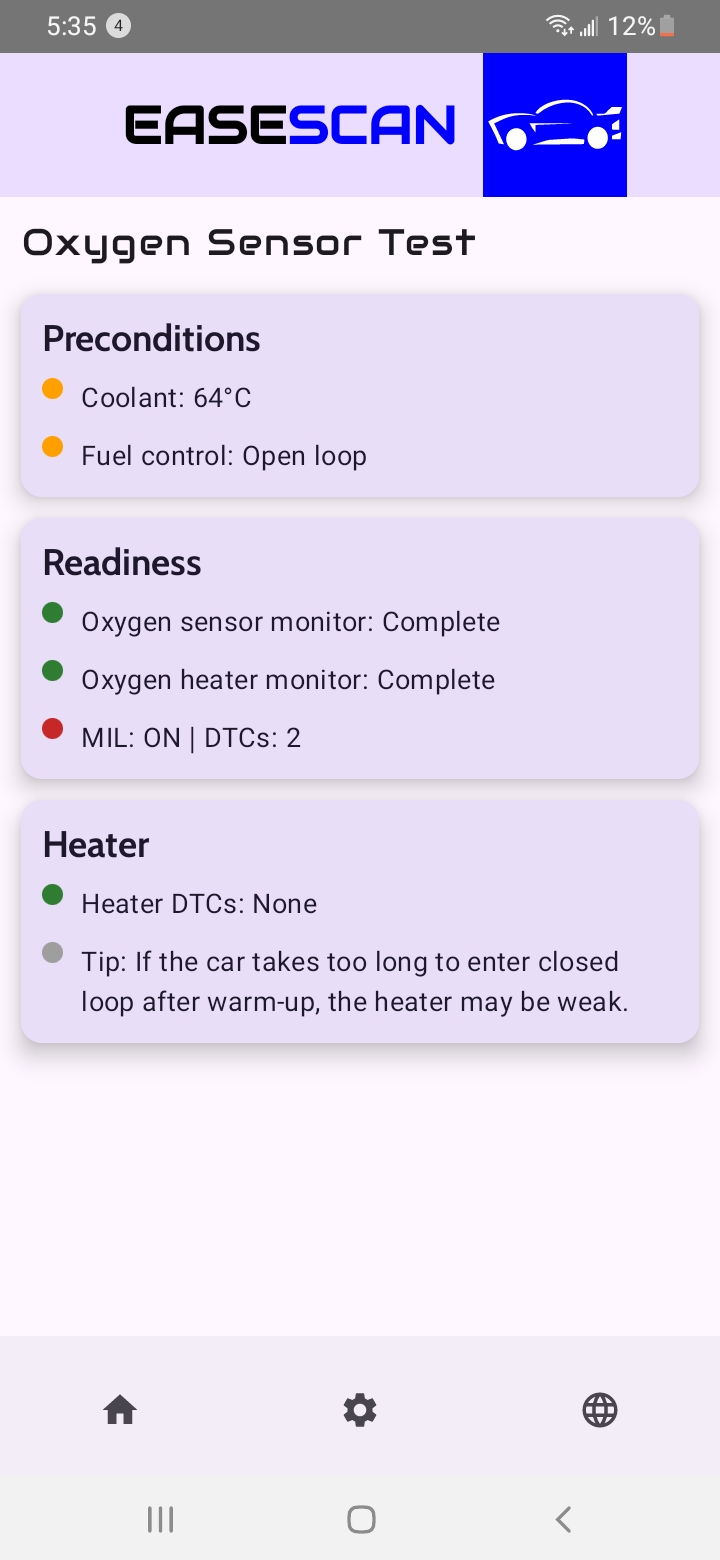 5:35 4 12%
EASESCAN
Oxygen Sensor Test
Preconditions
Coolant: 64°C
Fuel control: Open loop
Readiness
Oxygen sensor monitor: Complete
Oxygen heater monitor: Complete
MIL: ON | DTCs: 2
Heater
Heater DTCs: None
Tip: If the car takes too long to enter closed
loop after warm-up, the heater may be weak.